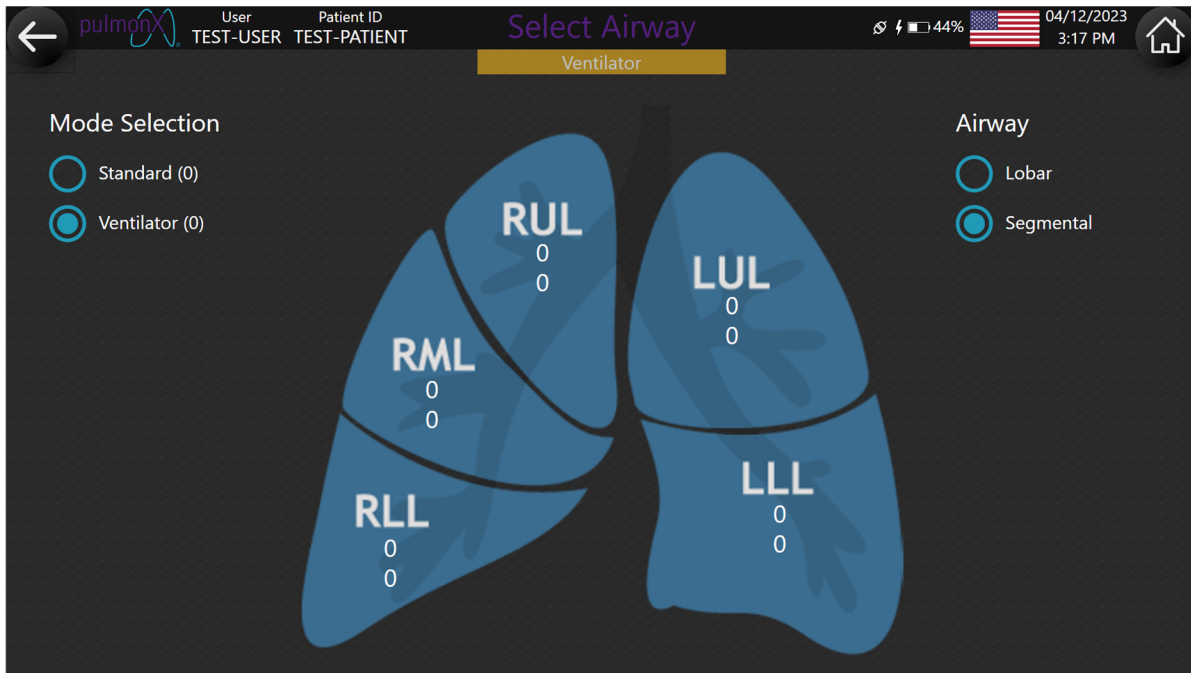 pulmonX
User
TEST-USER
Patient ID
TEST-PATIENT
Select Airway
44%
04/12/2023
3:17 PM
Ventilator
Mode Selection
Standard (0)
Ventilator (0)
Airway
Lobar
Segmental
RUL
0
0
LUL
0
0
RML
0
0
LLL
0
0
RLL
0
0